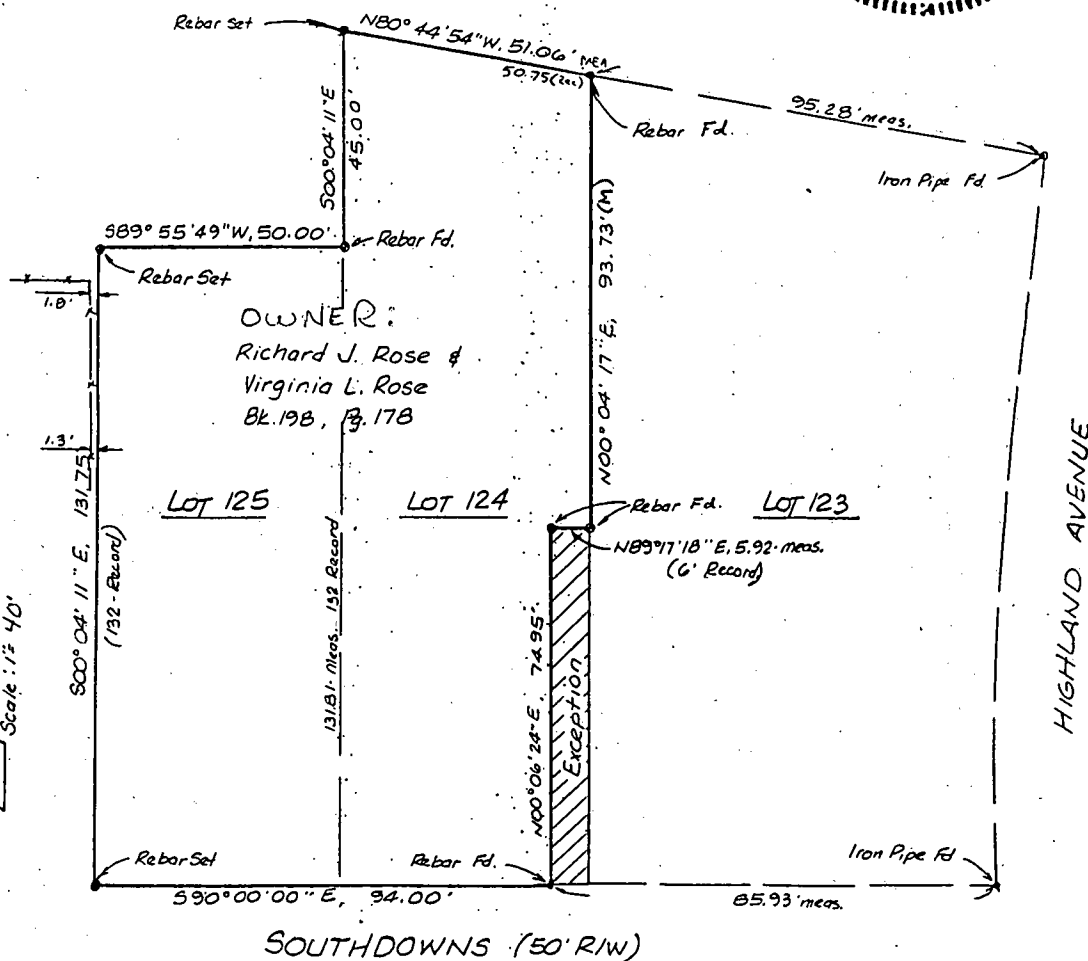 Rebar Set
N80° 44' 54" W, 51.06' MEA
50.75 (Rec)
95.28' meas.
Rebar Fd.
Iron Pipe Fd.
S00° 04' 11" E
45.00'
S89° 55' 49" W, 50.00'
Rebar Fd.
Rebar Set
1.8'
OWNER:
Richard J. Rose &
Virginia L. Rose
Bk. 198, Pg. 178
N00° 04' 17" E, 93.73' (M)
1.3'
LOT 125
LOT 124
LOT 123
Rebar Fd.
N89° 17' 18" E, 5.92' meas.
(6' Record)
S00° 04' 11" E, 131.75'
(132 - Record)
131.81 - Meas. 132 Record
N00° 06' 24" E, 74.95'
Exception
HIGHLAND AVENUE
Scale: 1" = 40'
Rebar Set
Rebar Fd.
Iron Pipe Fd
S90° 00' 00" E, 94.00'
85.93' meas.
SOUTHDOWNS (50' R/W)